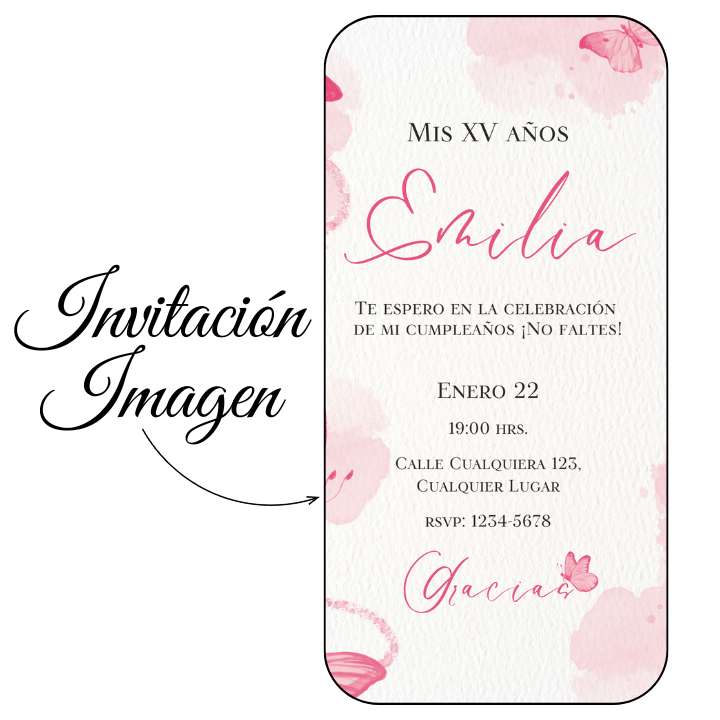 Invitación
Imagen
Mis XV años
Emilia
Te espero en la celebración
de mi cumpleaños ¡No faltes!
Enero 22
19:00 hrs.
Calle Cualquiera 123,
Cualquier Lugar
rsvp: 1234-5678
Gracias